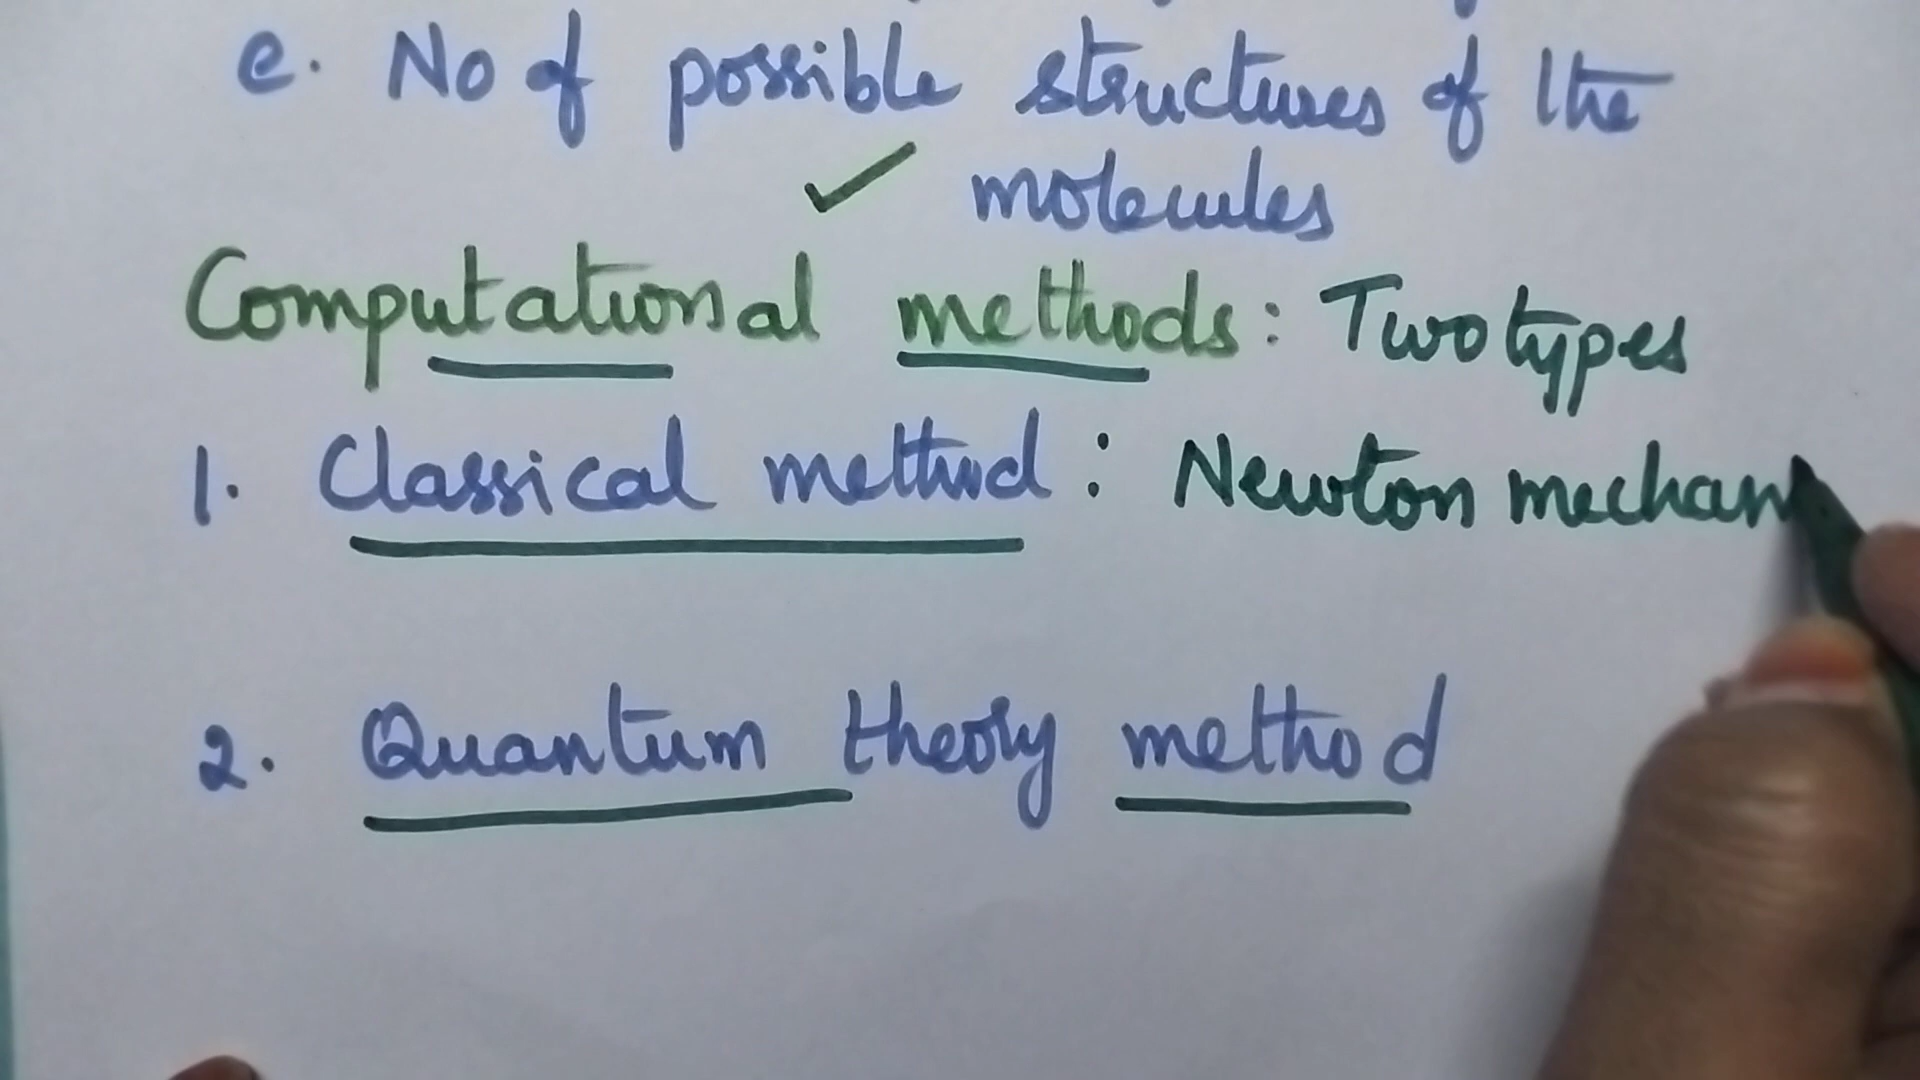 e. No of possible structures of the
molecules
Computational methods: Two types
1. Classical method: Newton mechan
2. Quantum theory method